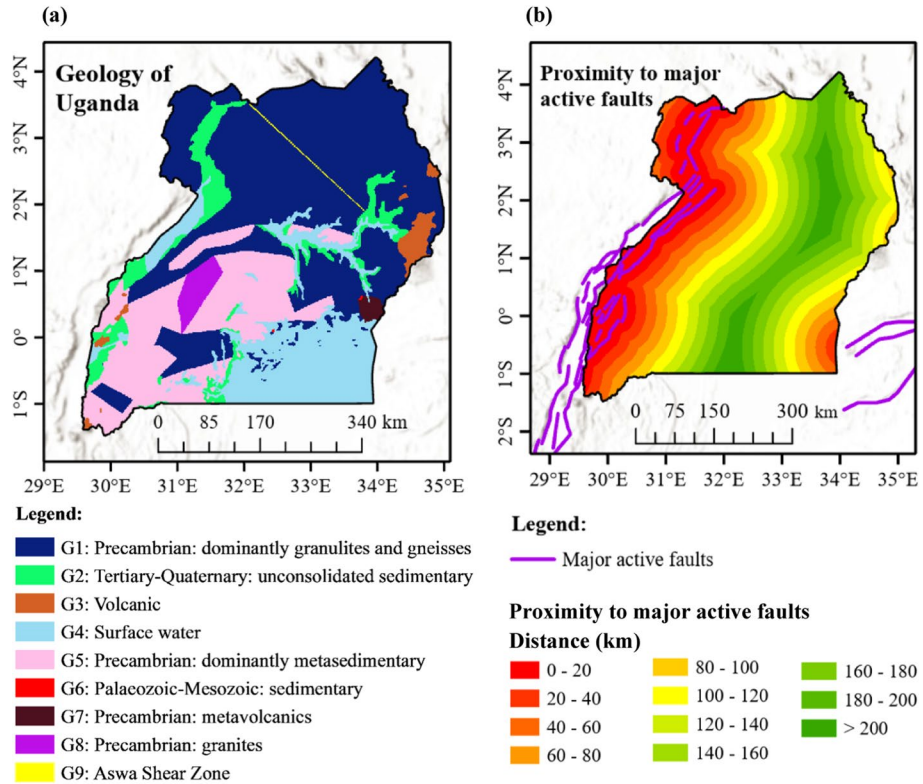 (a)
Geology of
Uganda
4°N
3°N
2°N
1°N
0°
1°S
0 85 170 340 km
29°E 30°E 31°E 32°E 33°E 34°E 35°E
Legend:
G1: Precambrian: dominantly granulites and gneisses
G2: Tertiary-Quaternary: unconsolidated sedimentary
G3: Volcanic
G4: Surface water
G5: Precambrian: dominantly metasedimentary
G6: Palaeozoic-Mesozoic: sedimentary
G7: Precambrian: metavolcanics
G8: Precambrian: granites
G9: Aswa Shear Zone
(b)
Proximity to major
active faults
4°N
3°N
2°N
1°N
0°
1°S
2°S
0 75 150 300 km
29°E 30°E 31°E 32°E 33°E 34°E 35°E
Legend:
Major active faults
Proximity to major active faults
Distance (km)
0 - 20
20 - 40
40 - 60
60 - 80
80 - 100
100 - 120
120 - 140
140 - 160
160 - 180
180 - 200
> 200